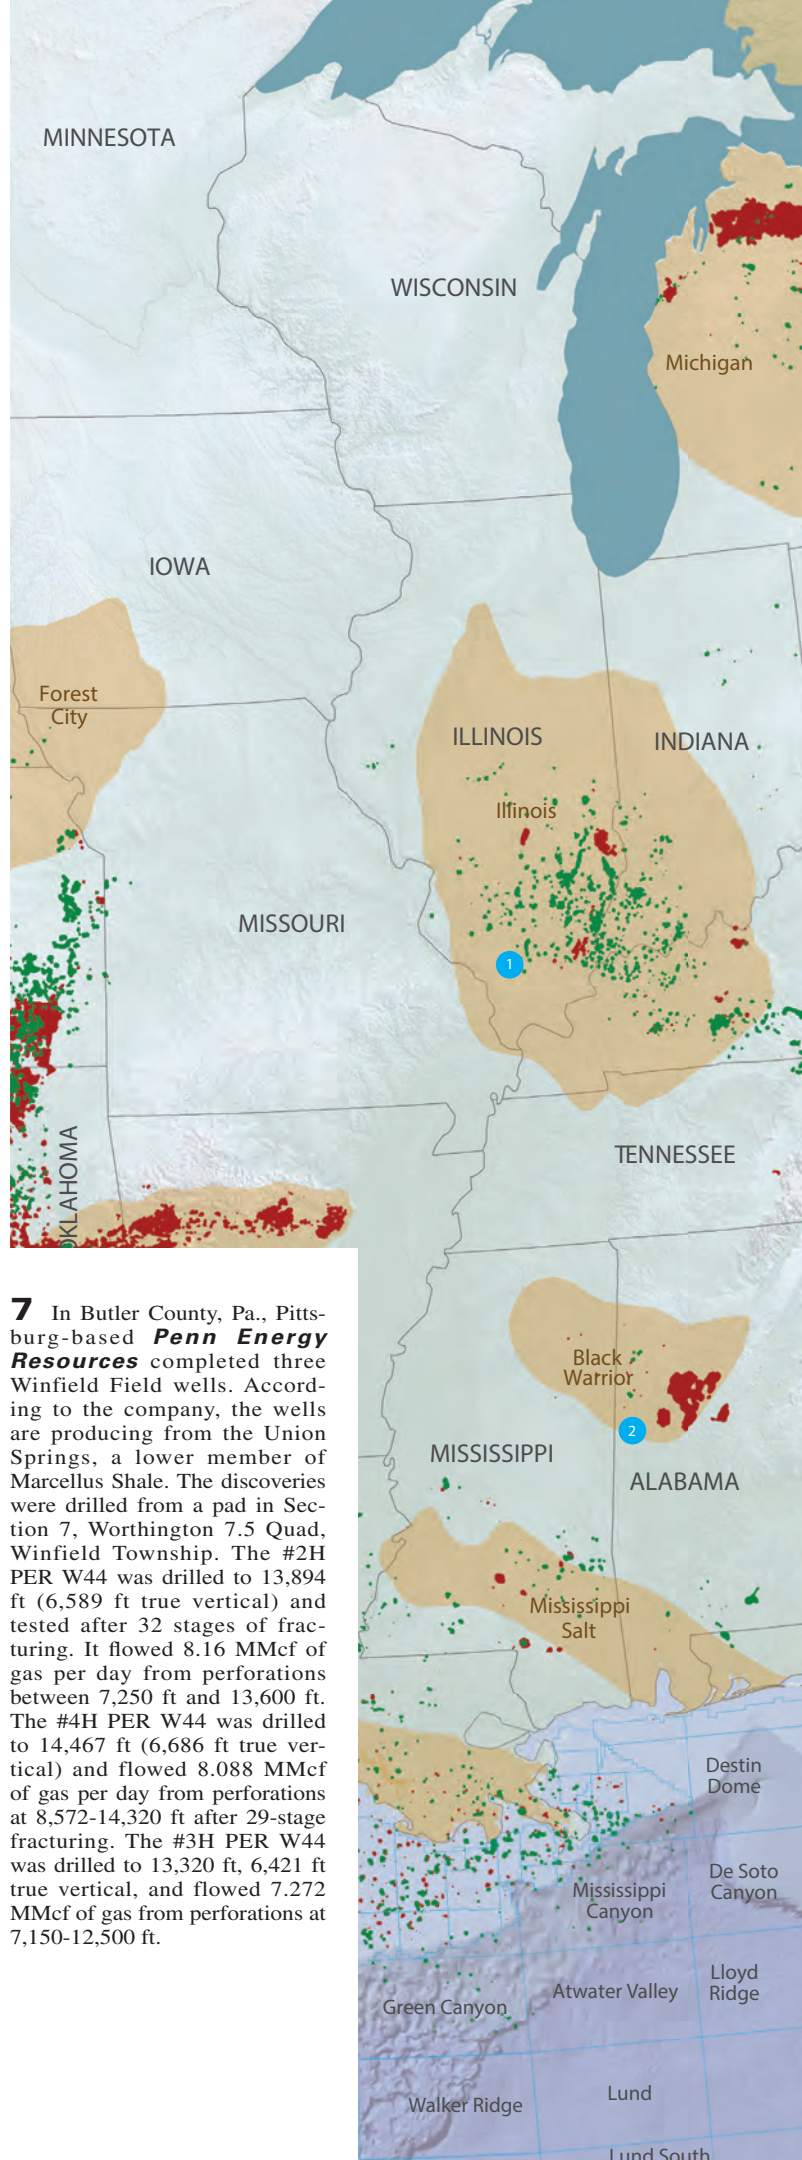 MINNESOTA
WISCONSIN
Michigan
IOWA
Forest
City
ILLINOIS
INDIANA
Illinois
MISSOURI
1
TENNESSEE
OKLAHOMA
Black
Warrior
2
MISSISSIPPI
ALABAMA
Mississippi
Salt
Destin
Dome
De Soto
Canyon
Mississippi
Canyon
Lloyd
Ridge
Atwater Valley
Green Canyon
Lund
Walker Ridge
Lund South
7 In Butler County, Pa., Pitts-
burg-based Penn Energy
Resources completed three
Winfield Field wells. Accord-
ing to the company, the wells
are producing from the Union
Springs, a lower member of
Marcellus Shale. The discoveries
were drilled from a pad in Sec-
tion 7, Worthington 7.5 Quad,
Winfield Township. The #2H
PER W44 was drilled to 13,894
ft (6,589 ft true vertical) and
tested after 32 stages of frac-
turing. It flowed 8.16 MMcf of
gas per day from perforations
between 7,250 ft and 13,600 ft.
The #4H PER W44 was drilled
to 14,467 ft (6,686 ft true ver-
tical) and flowed 8.088 MMcf
of gas per day from perforations
at 8,572-14,320 ft after 29-stage
fracturing. The #3H PER W44
was drilled to 13,320 ft, 6,421 ft
true vertical, and flowed 7.272
MMcf of gas from perforations at
7,150-12,500 ft.